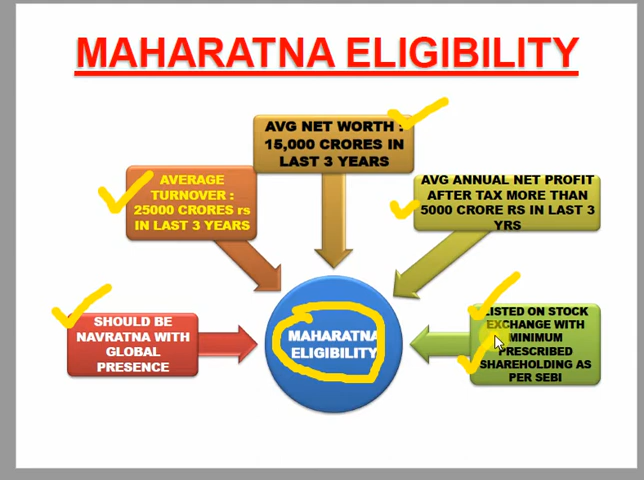 MAHARATNA ELIGIBILITY
AVG NET WORTH :
15,000 CRORES IN
LAST 3 YEARS
AVERAGE
TURNOVER :
25000 CRORES rs
IN LAST 3 YEARS
AVG ANNUAL NET PROFIT
AFTER TAX MORE THAN
5000 CRORE RS IN LAST 3
YRS
SHOULD BE
NAVRATNA WITH
GLOBAL
PRESENCE
MAHARATNA
ELIGIBILITY
LISTED ON STOCK
EXCHANGE WITH
MINIMUM
PRESCRIBED
SHAREHOLDING AS
PER SEBI